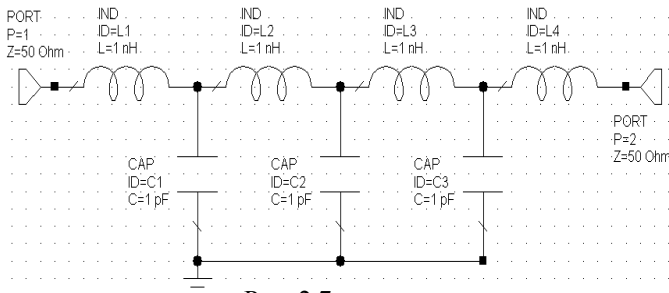 PORT
P=1
Z=50 Ohm
IND
ID=L1
L=1 nH
IND
ID=L2
L=1 nH
IND
ID=L3
L=1 nH
IND
ID=L4
L=1 nH
PORT
P=2
Z=50 Ohm
CAP
ID=C1
C=1 pF
CAP
ID=C2
C=1 pF
CAP
ID=C3
C=1 pF